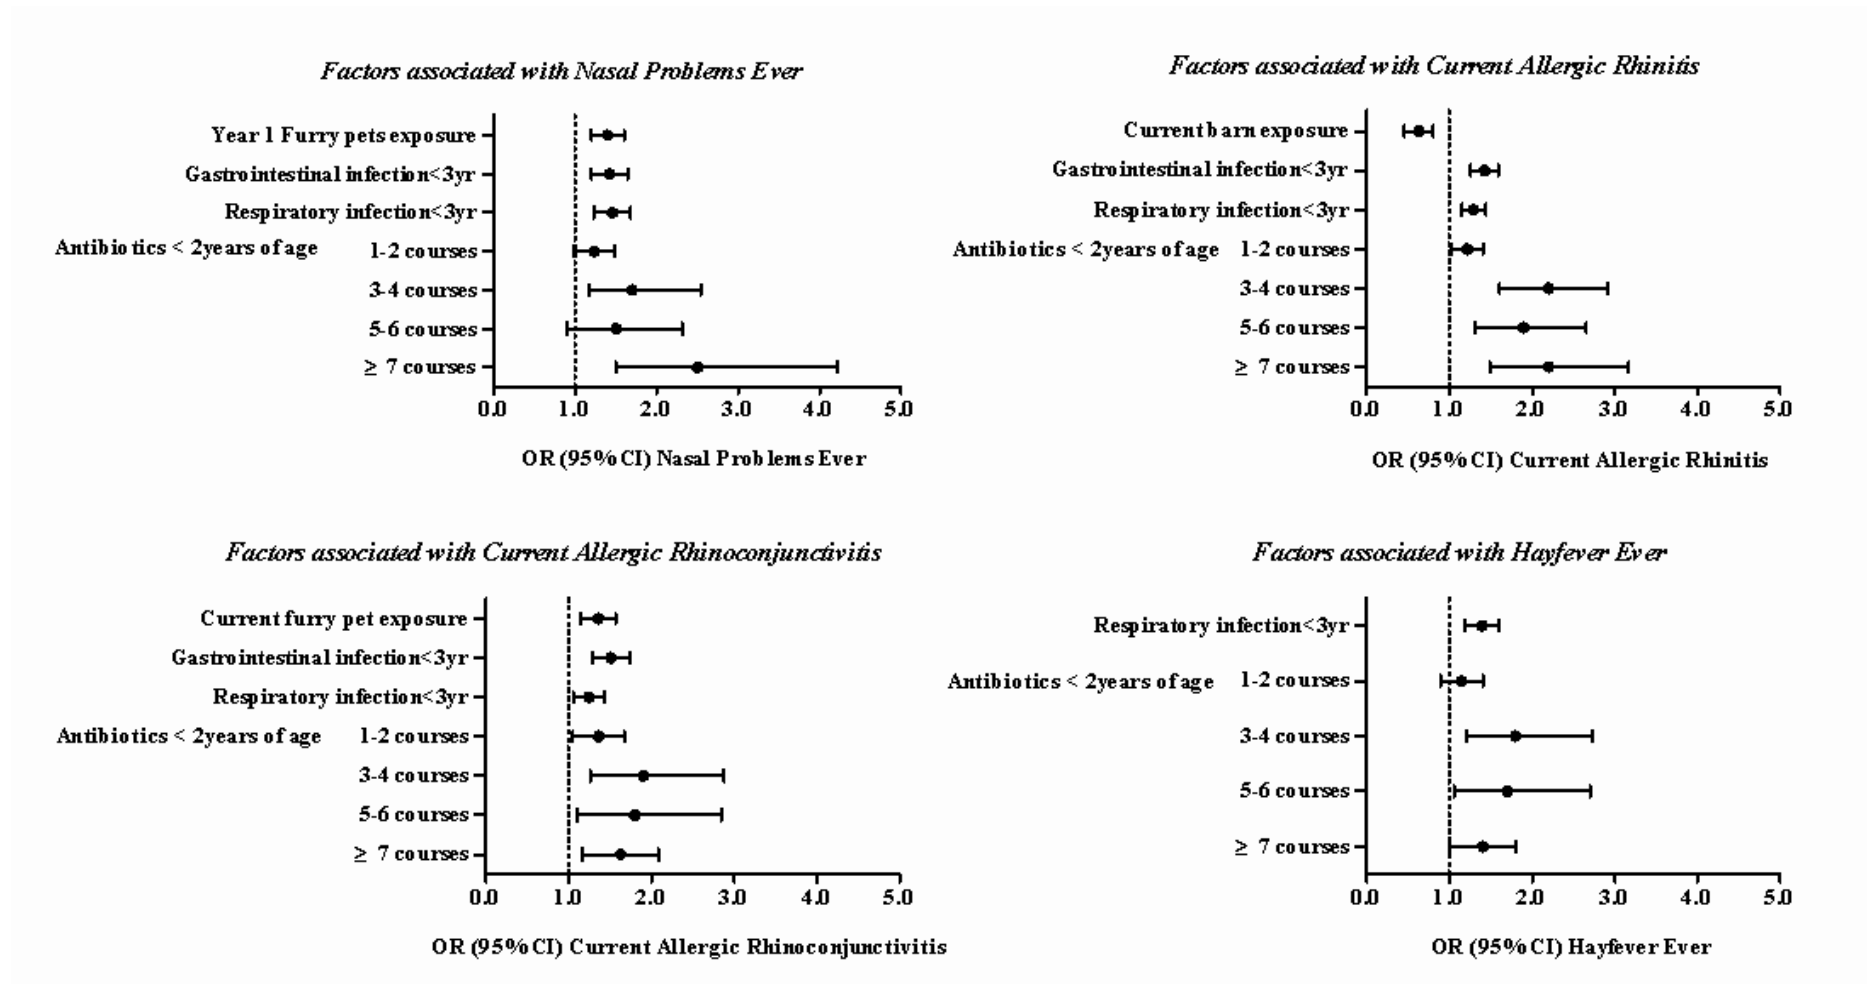 Factors associated with Nasal Problems Ever
Year 1 Furry pets exposure
Gastrointestinal infection<3yr
Respiratory infection<3yr
Antibiotics < 2years of age 1-2 courses
3-4 courses
5-6 courses
≥ 7 courses
0.0 1.0 2.0 3.0 4.0 5.0
OR (95% CI) Nasal Problems Ever
Factors associated with Current Allergic Rhinitis
Current barn exposure
Gastrointestinal infection<3yr
Respiratory infection<3yr
Antibiotics < 2years of age 1-2 courses
3-4 courses
5-6 courses
≥ 7 courses
0.0 1.0 2.0 3.0 4.0 5.0
OR (95% CI) Current Allergic Rhinitis
Factors associated with Current Allergic Rhinoconjunctivitis
Current furry pet exposure
Gastrointestinal infection<3yr
Respiratory infection<3yr
Antibiotics < 2years of age 1-2 courses
3-4 courses
5-6 courses
≥ 7 courses
0.0 1.0 2.0 3.0 4.0 5.0
OR (95% CI) Current Allergic Rhinoconjunctivitis
Factors associated with Hayfever Ever
Respiratory infection<3yr
Antibiotics < 2years of age 1-2 courses
3-4 courses
5-6 courses
≥ 7 courses
0.0 1.0 2.0 3.0 4.0 5.0
OR (95% CI) Hayfever Ever